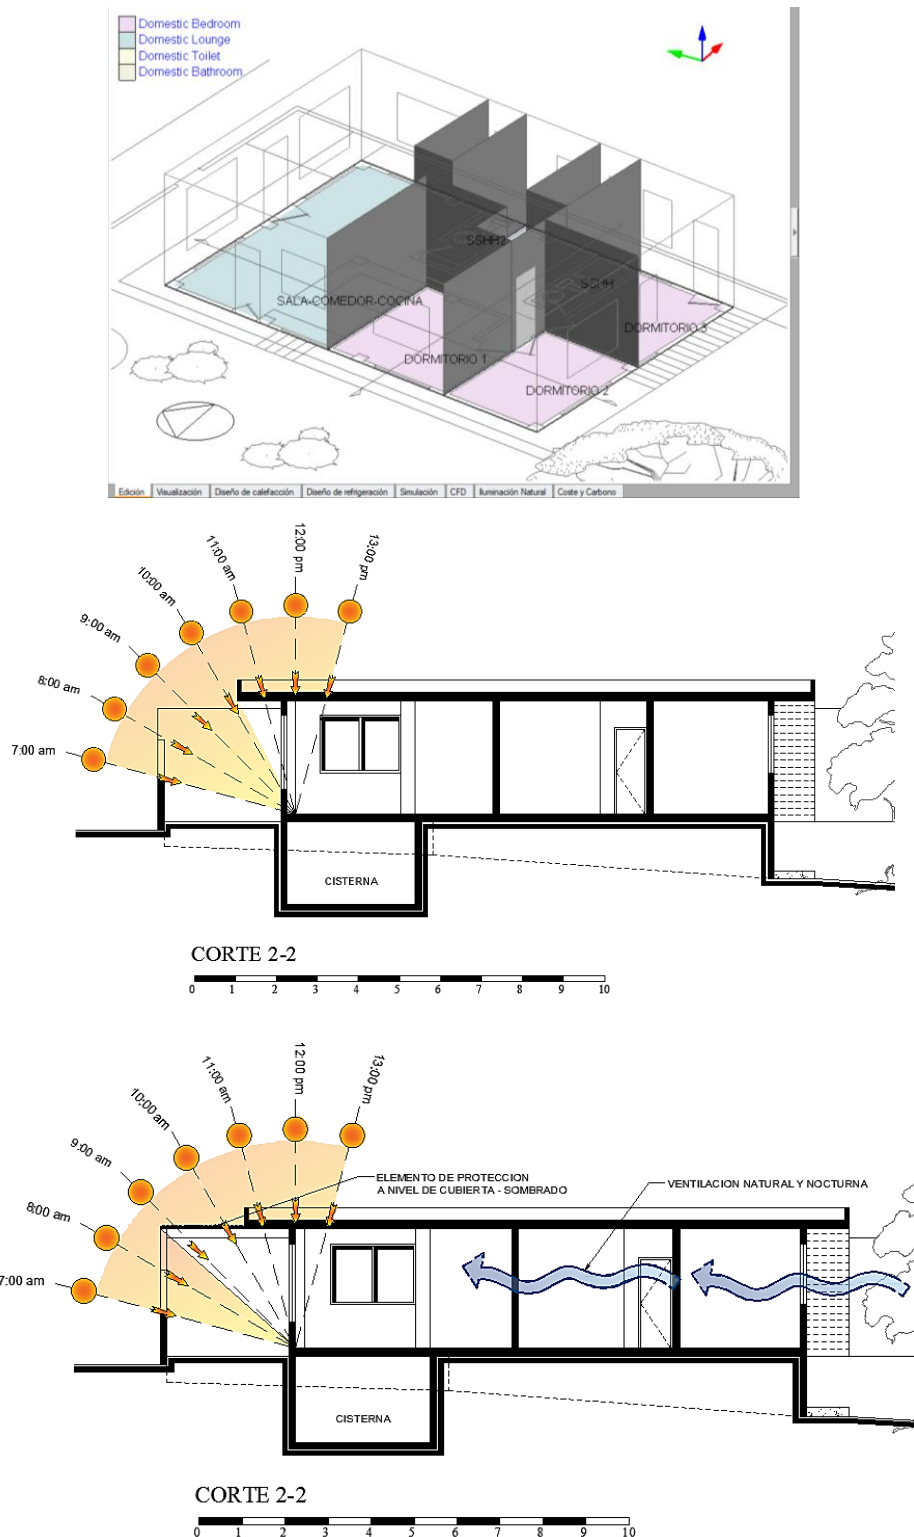 Domestic Bedroom
Domestic Lounge
Domestic Toilet
Domestic Bathroom
SSHH2
SSHH
SALA-COMEDOR-COCINA
DORMITORIO 3
DORMITORIO 1
DORMITORIO 2
Edición Visualización Diseño de calefacción Diseño de refrigeración Simulación CFD Iluminación Natural Coste y Carbono
7:00 am
8:00 am
9:00 am
10:00 am
11:00 am
12:00 pm
13:00 pm
CISTERNA
CORTE 2-2
0 1 2 3 4 5 6 7 8 9 10
7:00 am
8:00 am
9:00 am
10:00 am
11:00 am
12:00 pm
13:00 pm
ELEMENTO DE PROTECCION
A NIVEL DE CUBIERTA - SOMBRADO
VENTILACION NATURAL Y NOCTURNA
CISTERNA
CORTE 2-2
0 1 2 3 4 5 6 7 8 9 10